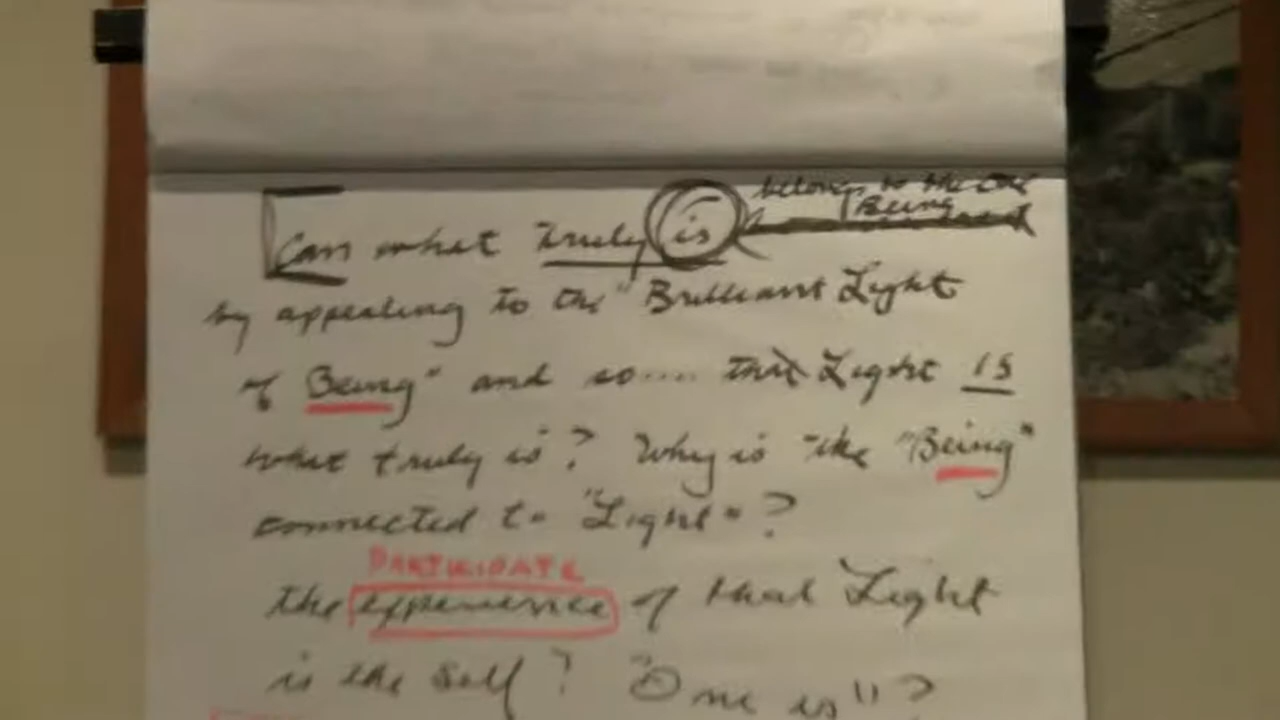 belongs to the
Being
Can what truly is
by appealing to the "Brilliant Light
of Being" and so.... that Light is
what truly is? Why is the "Being"
connected to "Light"?
PARTICIPATE
the experience of that Light
is the Self? "One is"?